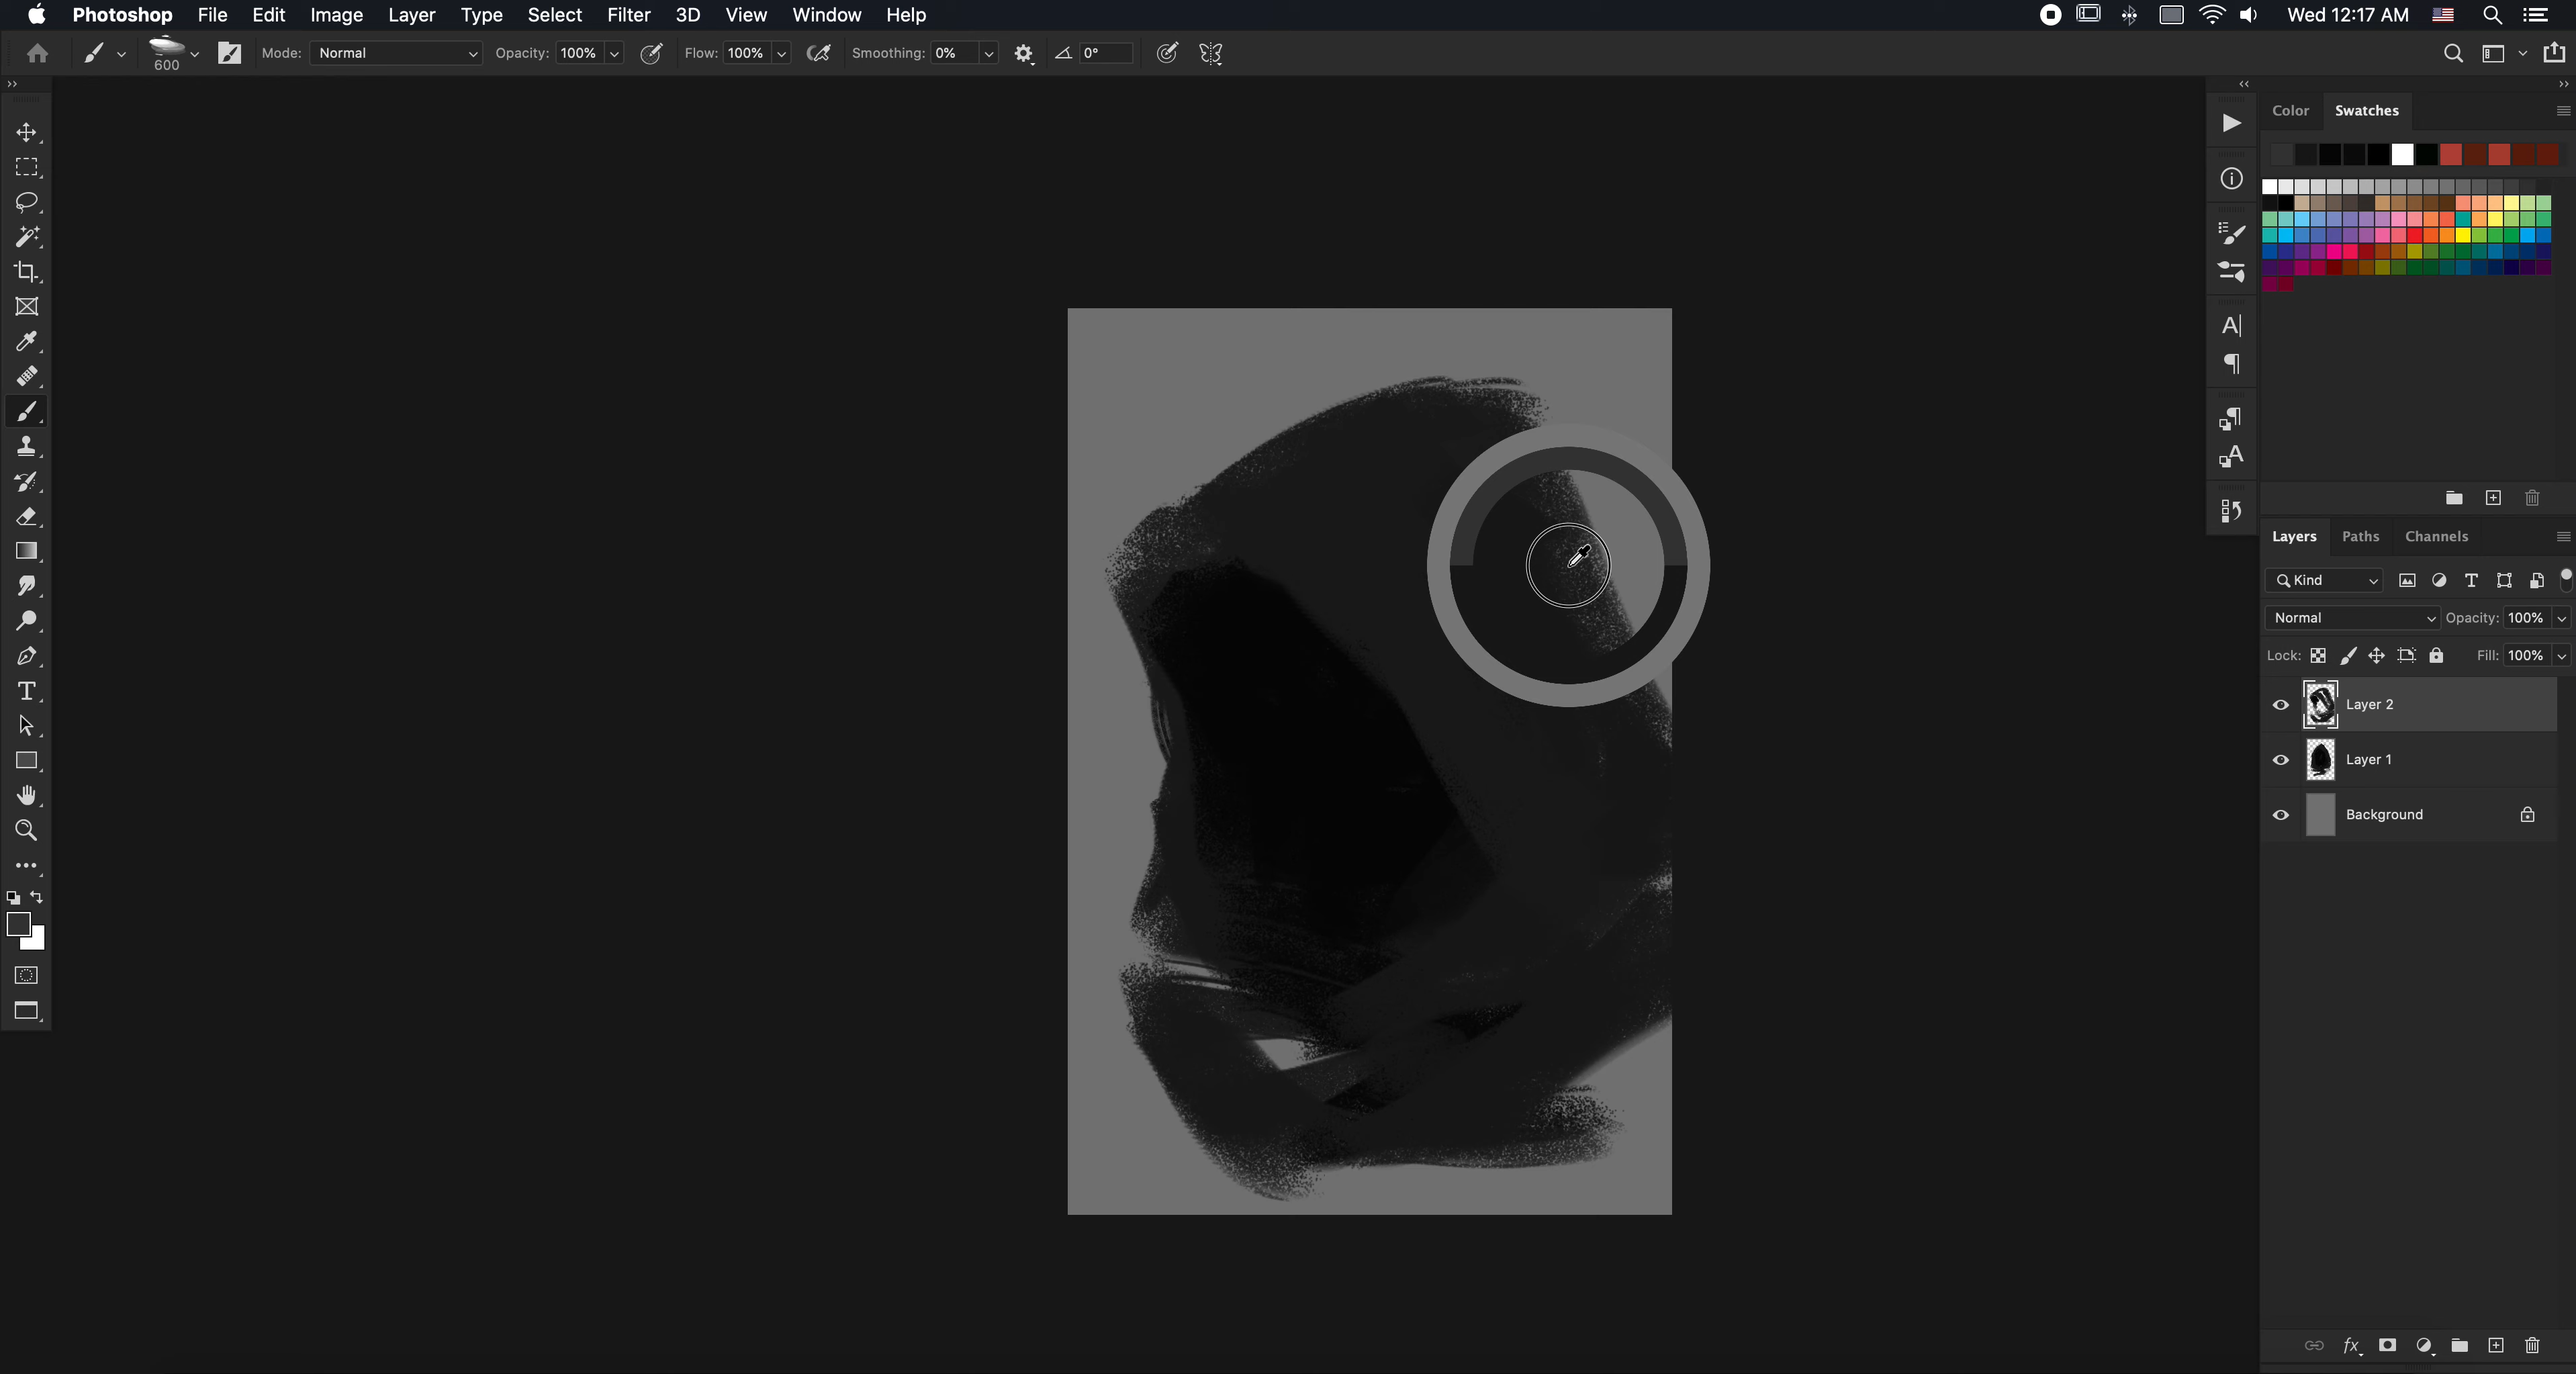 Photoshop File Edit Image Layer Type Select Filter 3D View Window Help Wed 12:17 AM
600 Mode: Normal Opacity: 100% Flow: 100% Smoothing: 0% 0°
Color Swatches
Layers Paths Channels
Kind
Normal Opacity: 100%
Lock: Fill: 100%
Layer 2
Layer 1
Background
fx